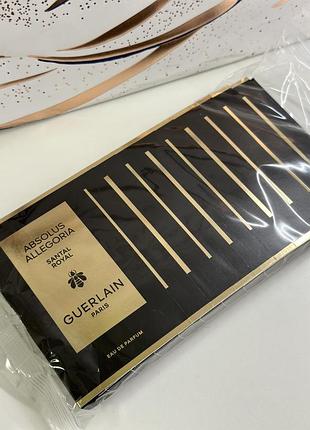 ABSOLUS
ALLEGORIA
SANTAL
ROYAL
GUERLAIN
PARIS
EAU DE PARFUM